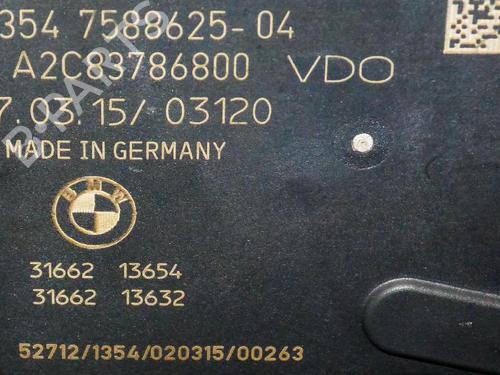 354 7588625-04
A2C83786800 VDO
7.03.15/ 03120
MADE IN GERMANY
BMW
31662 13654
31662 13632
52712/1354/020315/00263
B-PARTS